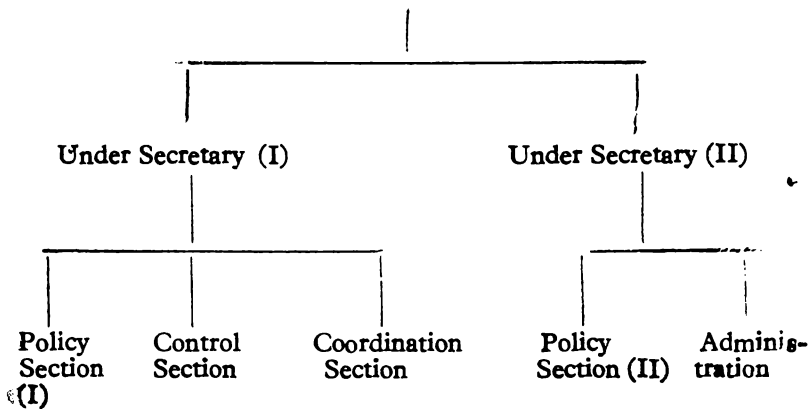 Under Secretary (I) Under Secretary (II)
Policy Control Coordination Policy Adminis-
Section Section Section Section (II) tration
(I)